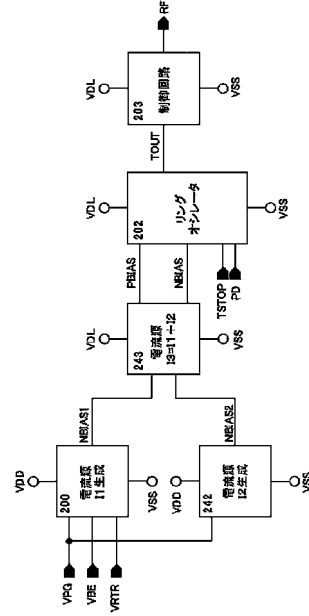 VPG
VBE
VRTR
VDD
200
電流源
I1生成
VSS
NBIAS1
VDD
242
電流源
I2生成
VSS
NBIAS2
VDL
243
電流源
I3=I1+I2
VSS
PBIAS
NBIAS
TSTOP
PD
VDL
202
リング
オシレータ
VSS
TOUT
VDL
203
制御回路
VSS
RF